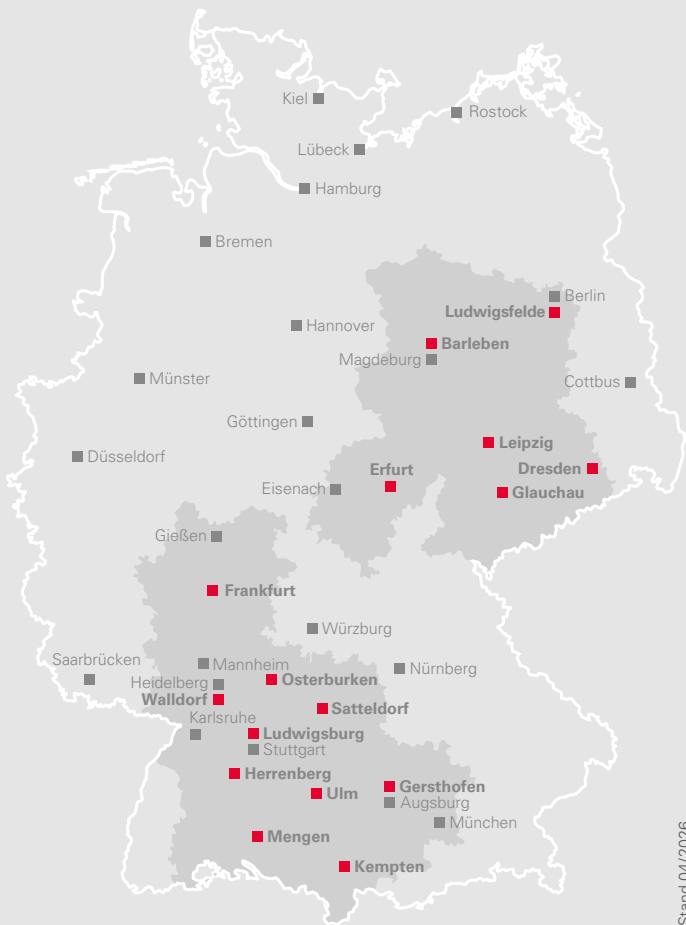 Kiel
Rostock
Lübeck
Hamburg
Bremen
Berlin
Ludwigsfelde
Hannover
Barleben
Magdeburg
Münster
Cottbus
Göttingen
Leipzig
Düsseldorf
Dresden
Erfurt
Eisenach
Glauchau
Gießen
Frankfurt
Würzburg
Saarbrücken
Mannheim
Nürnberg
Heidelberg
Osterburken
Walldorf
Satteldorf
Karlsruhe
Ludwigsburg
Stuttgart
Herrenberg
Gersthofen
Ulm
Augsburg
München
Mengen
Kempten
Stand 04/2026